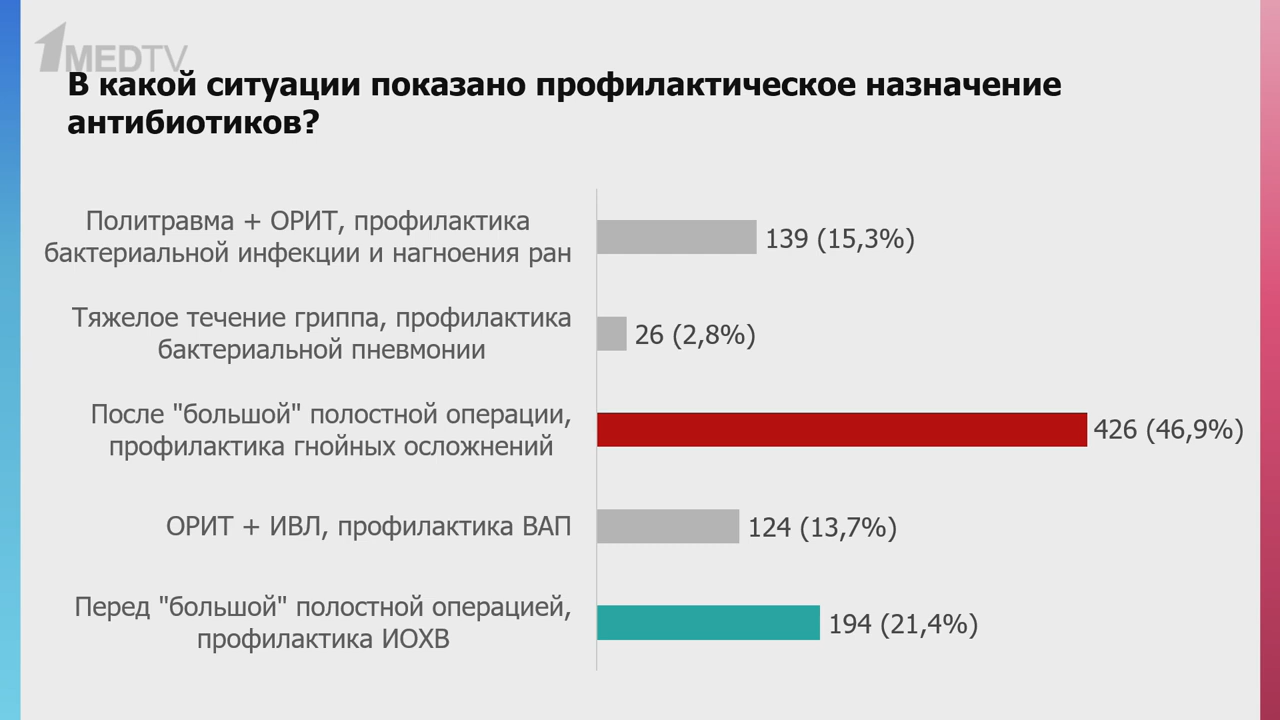 1MEDTV
В какой ситуации показано профилактическое назначение
антибиотиков?
Политравма + ОРИТ, профилактика
бактериальной инфекции и нагноения ран
139 (15,3%)
Тяжелое течение гриппа, профилактика
бактериальной пневмонии
26 (2,8%)
После "большой" полостной операции,
профилактика гнойных осложнений
426 (46,9%)
ОРИТ + ИВЛ, профилактика ВАП
124 (13,7%)
Перед "большой" полостной операцией,
профилактика ИОХВ
194 (21,4%)